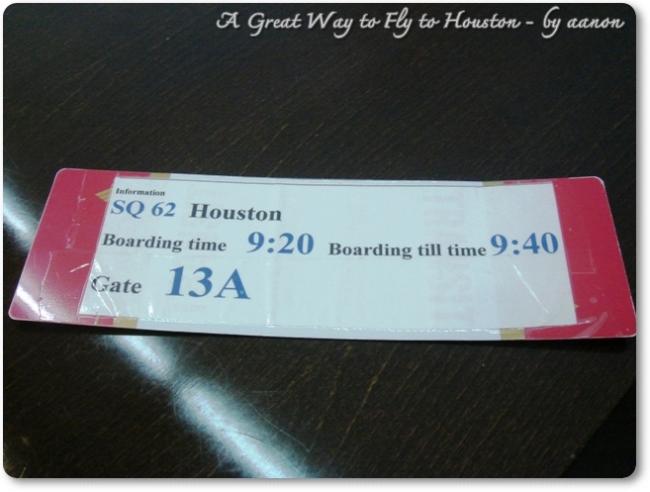 A Great Way to Fly to Houston - by aanon
Information
SQ 62 Houston
Boarding time 9:20 Boarding till time 9:40
Gate 13A